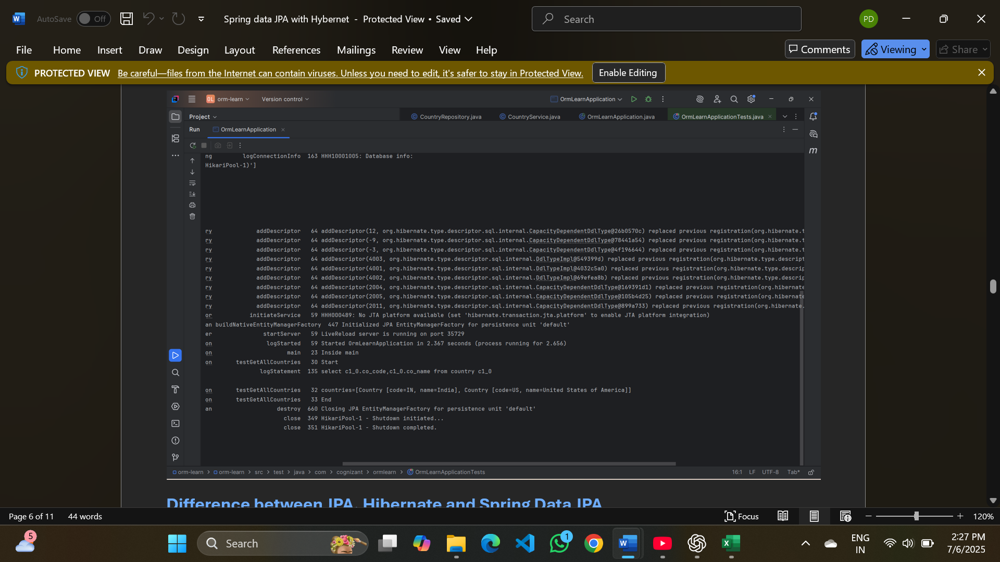 AutoSave Off Spring data JPA with Hybernet - Protected View • Saved Search PD
File Home Insert Draw Design Layout References Mailings Review View Help Comments Viewing Share
PROTECTED VIEW Be careful—files from the Internet can contain viruses. Unless you need to edit, it's safer to stay in Protected View. Enable Editing
OL orm-learn Version control OrmLearnApplication
Project CountryRepository.java CountryService.java OrmLearnApplication.java OrmLearnApplicationTests.java
Run OrmLearnApplication
ng logConnectionInfo 163 HHH10001005: Database info:
HikariPool-1)']
ry addDescriptor 64 addDescriptor(12, org.hibernate.type.descriptor.sql.internal.CapacityDependentDdlType@26b0570c) replaced previous registration(org.hibernate.t
ry addDescriptor 64 addDescriptor(-9, org.hibernate.type.descriptor.sql.internal.CapacityDependentDdlType@78441a54) replaced previous registration(org.hibernate.t
ry addDescriptor 64 addDescriptor(-3, org.hibernate.type.descriptor.sql.internal.CapacityDependentDdlType@4f196644) replaced previous registration(org.hibernate.t
ry addDescriptor 64 addDescriptor(4003, org.hibernate.type.descriptor.sql.internal.DdlTypeImpl@549399d) replaced previous registration(org.hibernate.type.descript
ry addDescriptor 64 addDescriptor(4001, org.hibernate.type.descriptor.sql.internal.DdlTypeImpl@4032c5a0) replaced previous registration(org.hibernate.type.descrip
ry addDescriptor 64 addDescriptor(4002, org.hibernate.type.descriptor.sql.internal.DdlTypeImpl@69efea8b) replaced previous registration(org.hibernate.type.descrip
ry addDescriptor 64 addDescriptor(2004, org.hibernate.type.descriptor.sql.internal.CapacityDependentDdlType@169391d1) replaced previous registration(org.hibernate
ry addDescriptor 64 addDescriptor(2005, org.hibernate.type.descriptor.sql.internal.CapacityDependentDdlType@105b4d25) replaced previous registration(org.hibernate
ry addDescriptor 64 addDescriptor(2011, org.hibernate.type.descriptor.sql.internal.CapacityDependentDdlType@899a733) replaced previous registration(org.hibernate.
or initiateService 59 HHH000489: No JTA platform available (set 'hibernate.transaction.jta.platform' to enable JTA platform integration)
an buildNativeEntityManagerFactory 447 Initialized JPA EntityManagerFactory for persistence unit 'default'
er startServer 59 LiveReload server is running on port 35729
on logStarted 59 Started OrmLearnApplication in 2.367 seconds (process running for 2.656)
on main 23 Inside main
on testGetAllCountries 30 Start
logStatement 135 select c1_0.co_code,c1_0.co_name from country c1_0
on testGetAllCountries 32 countries=[Country [code=IN, name=India], Country [code=US, name=United States of America]]
on testGetAllCountries 33 End
an destroy 660 Closing JPA EntityManagerFactory for persistence unit 'default'
close 349 HikariPool-1 - Shutdown initiated...
close 351 HikariPool-1 - Shutdown completed.
orm-learn > orm-learn > src > test > java > com > cognizant > ormlearn > OrmLearnApplicationTests 16:1 LF UTF-8 Tab*
Difference between JPA, Hibernate and Spring Data JPA
Page 6 of 11 44 words Focus 120%
5 Search 1 ENG IN 2:27 PM 7/6/2025